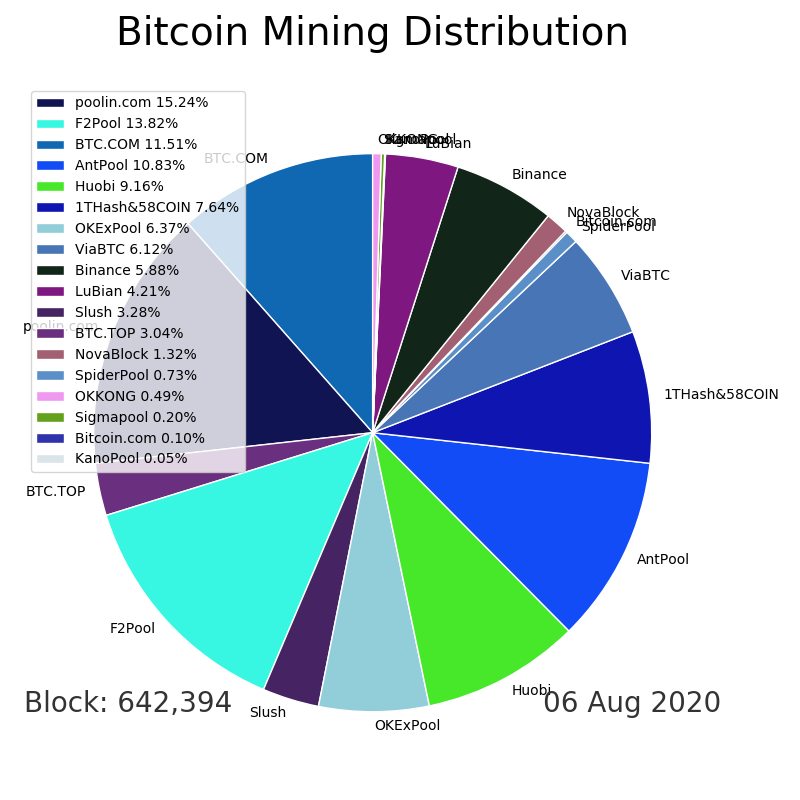 Bitcoin Mining Distribution
poolin.com 15.24%
F2Pool 13.82%
BTC.COM 11.51%
AntPool 10.83%
Huobi 9.16%
1THash&58COIN 7.64%
OKExPool 6.37%
ViaBTC 6.12%
Binance 5.88%
LuBian 4.21%
Slush 3.28%
BTC.TOP 3.04%
NovaBlock 1.32%
SpiderPool 0.73%
OKKONG 0.49%
Sigmapool 0.20%
Bitcoin.com 0.10%
KanoPool 0.05%
LuBian
BTC.COM
Binance
NovaBlock
Bitcoin.com
SpiderPool
ViaBTC
poolin.com
1THash&58COIN
BTC.TOP
AntPool
F2Pool
Huobi
Slush
OKExPool
Block: 642,394
06 Aug 2020